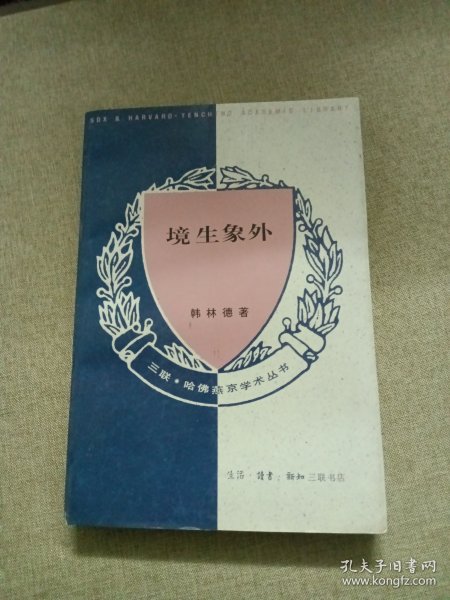 SDX & HARVARD-YENCHING ACADEMIC LIBRARY
境生象外
韩林德著
三联·哈佛燕京学术丛书
生活·讀書·新知三联书店
孔夫子旧书网
www.kongfz.com